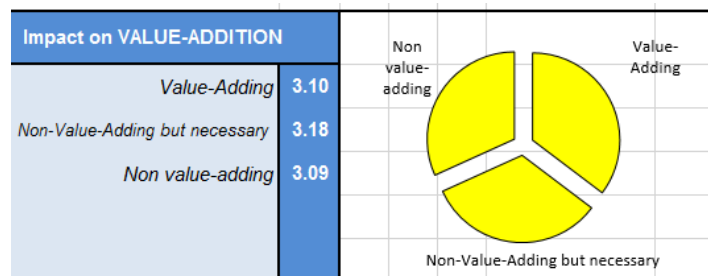 Impact on VALUE-ADDITION
Value-Adding 3.10
Non-Value-Adding but necessary 3.18
Non value-adding 3.09
Non
value-
adding
Value-
Adding
Non-Value-Adding but necessary